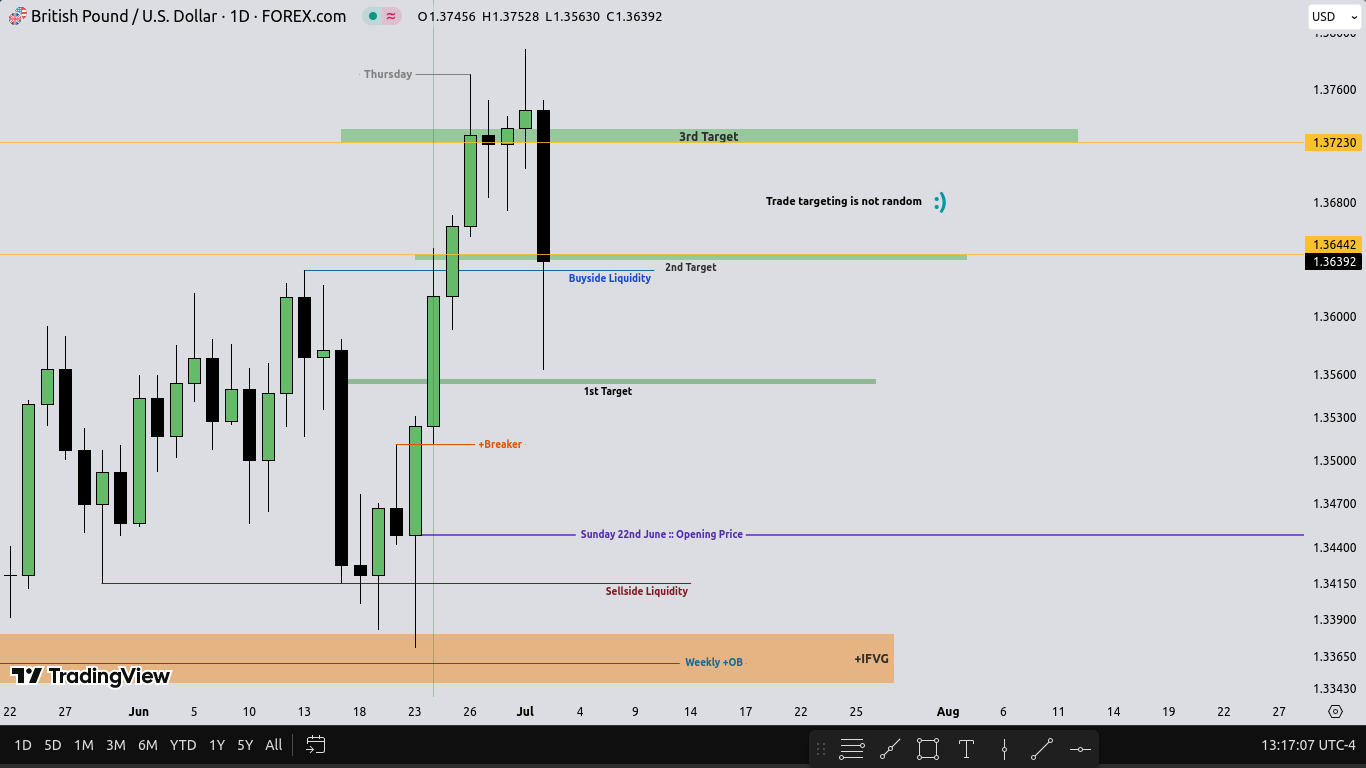 British Pound / U.S. Dollar · 1D · FOREX.com
O1.37456 H1.37528 L1.35630 C1.36392
USD
1.38000
Thursday
1.37600
3rd Target
1.37230
Trade targeting is not random :)
1.36800
1.36442
1.36392
2nd Target
Buyside Liquidity
1.36000
1.35600
1st Target
1.35300
+Breaker
1.35000
1.34700
Sunday 22nd June :: Opening Price
1.34400
1.34150
Sellside Liquidity
1.33900
1.33650
+IFVG
Weekly +OB
TradingView
1.33430
22 27 Jun 5 10 13 18 23 26 Jul 4 9 14 17 22 25 Aug 6 11 14 19 22 27
1D 5D 1M 3M 6M YTD 1Y 5Y All
13:17:07 UTC-4